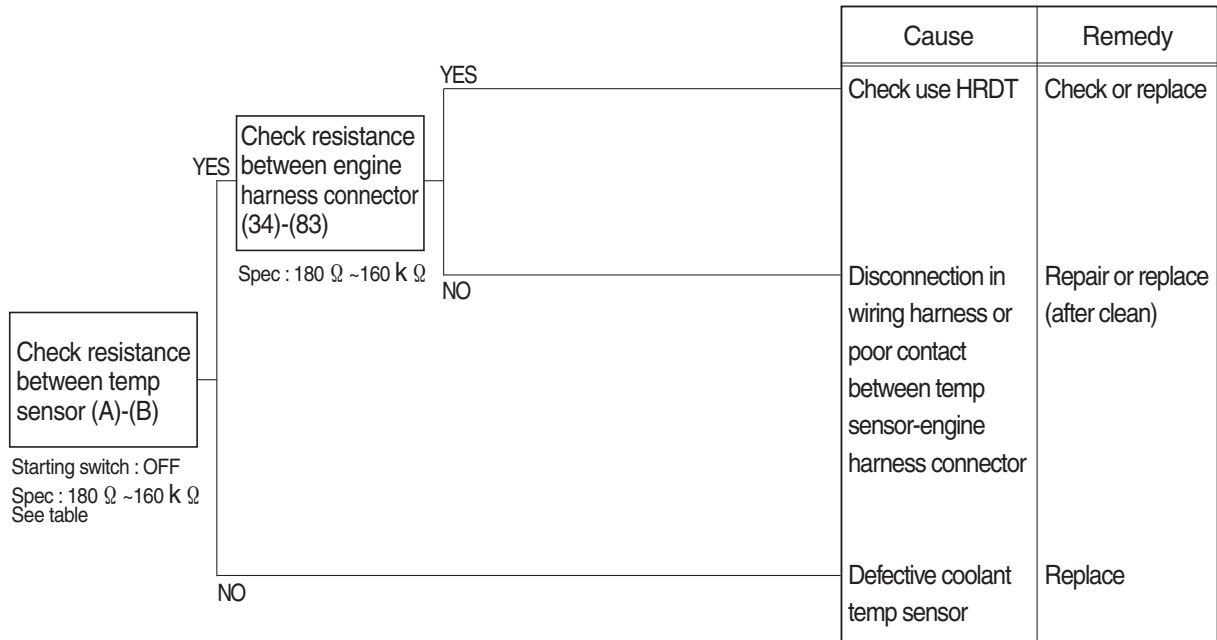 Cause
Remedy
YES
Check use HRDT
Check or replace
Check resistance
between engine
harness connector
(34)-(83)
YES
Spec : 180 Ω ~160 k Ω
NO
Disconnection in
wiring harness or
poor contact
between temp
sensor-engine
harness connector
Repair or replace
(after clean)
Check resistance
between temp
sensor (A)-(B)
Starting switch : OFF
Spec : 180 Ω ~160 k Ω
See table
NO
Defective coolant
temp sensor
Replace